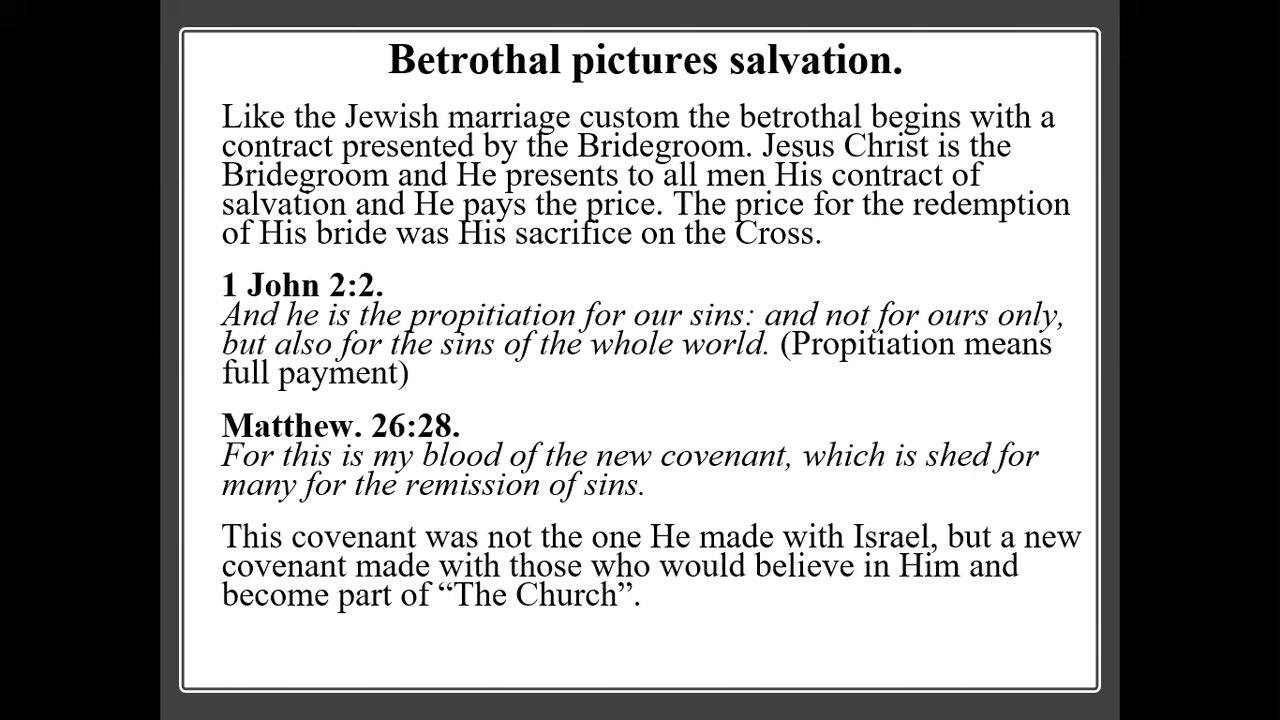 Betrothal pictures salvation.
Like the Jewish marriage custom the betrothal begins with a
contract presented by the Bridegroom. Jesus Christ is the
Bridegroom and He presents to all men His contract of
salvation and He pays the price. The price for the redemption
of His bride was His sacrifice on the Cross.
1 John 2:2.
And he is the propitiation for our sins: and not for ours only,
but also for the sins of the whole world. (Propitiation means
full payment)
Matthew. 26:28.
For this is my blood of the new covenant, which is shed for
many for the remission of sins.
This covenant was not the one He made with Israel, but a new
covenant made with those who would believe in Him and
become part of “The Church”.